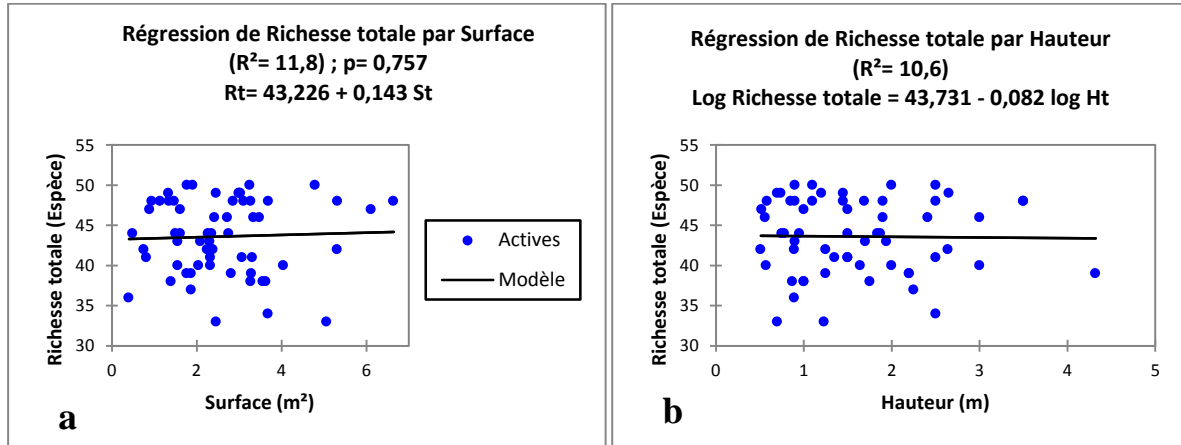 Régression de Richesse totale par Surface
(R²= 11,8) ; p= 0,757
Rt= 43,226 + 0,143 St
Richesse totale (Espèce)
55
50
45
40
35
30
0 2 4 6
Surface (m²)
a
Actives
Modèle
Régression de Richesse totale par Hauteur
(R²= 10,6)
Log Richesse totale = 43,731 - 0,082 log Ht
Richesse totale (Espèce)
55
50
45
40
35
30
0 1 2 3 4 5
Hauteur (m)
b